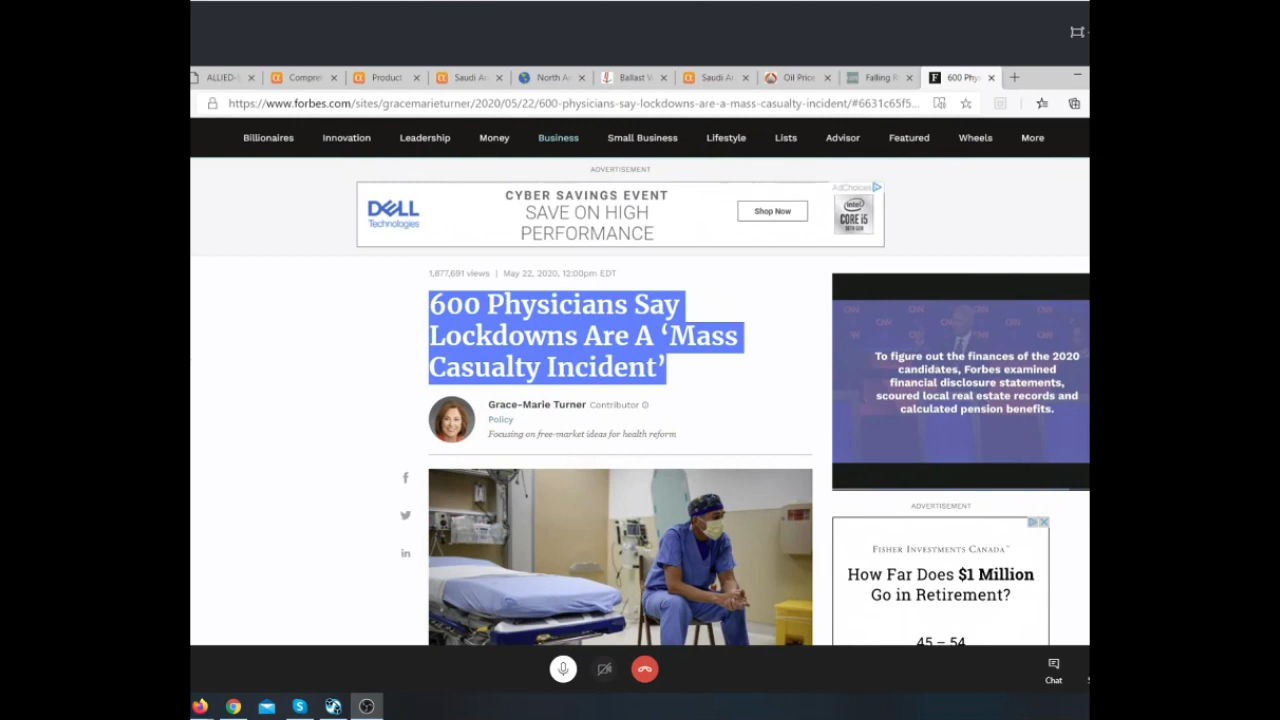 ALLIED-
Compre
Product
Saudi A
North A
Ballast
Saudi A
Oil Price
Falling
600 Phy
https://www.forbes.com/sites/gracemarieturner/2020/05/22/600-physicians-say-lockdowns-are-a-mass-casualty-incident/#6631c65f5...
Billionaires Innovation Leadership Money Business Small Business Lifestyle Lists Advisor Featured Wheels More
ADVERTISEMENT
DELL
Technologies
CYBER SAVINGS EVENT
SAVE ON HIGH
PERFORMANCE
Shop Now
AdChoices
intel
CORE i5
10TH GEN
1,877,691 views | May 22, 2020, 12:00pm EDT
600 Physicians Say
Lockdowns Are A ‘Mass
Casualty Incident’
Grace-Marie Turner Contributor
Policy
Focusing on free-market ideas for health reform
To figure out the finances of the 2020
candidates, Forbes examined
financial disclosure statements,
scoured local real estate records and
calculated pension benefits.
ADVERTISEMENT
FISHER INVESTMENTS CANADA™
How Far Does $1 Million
Go in Retirement?
45 – 54
Chat